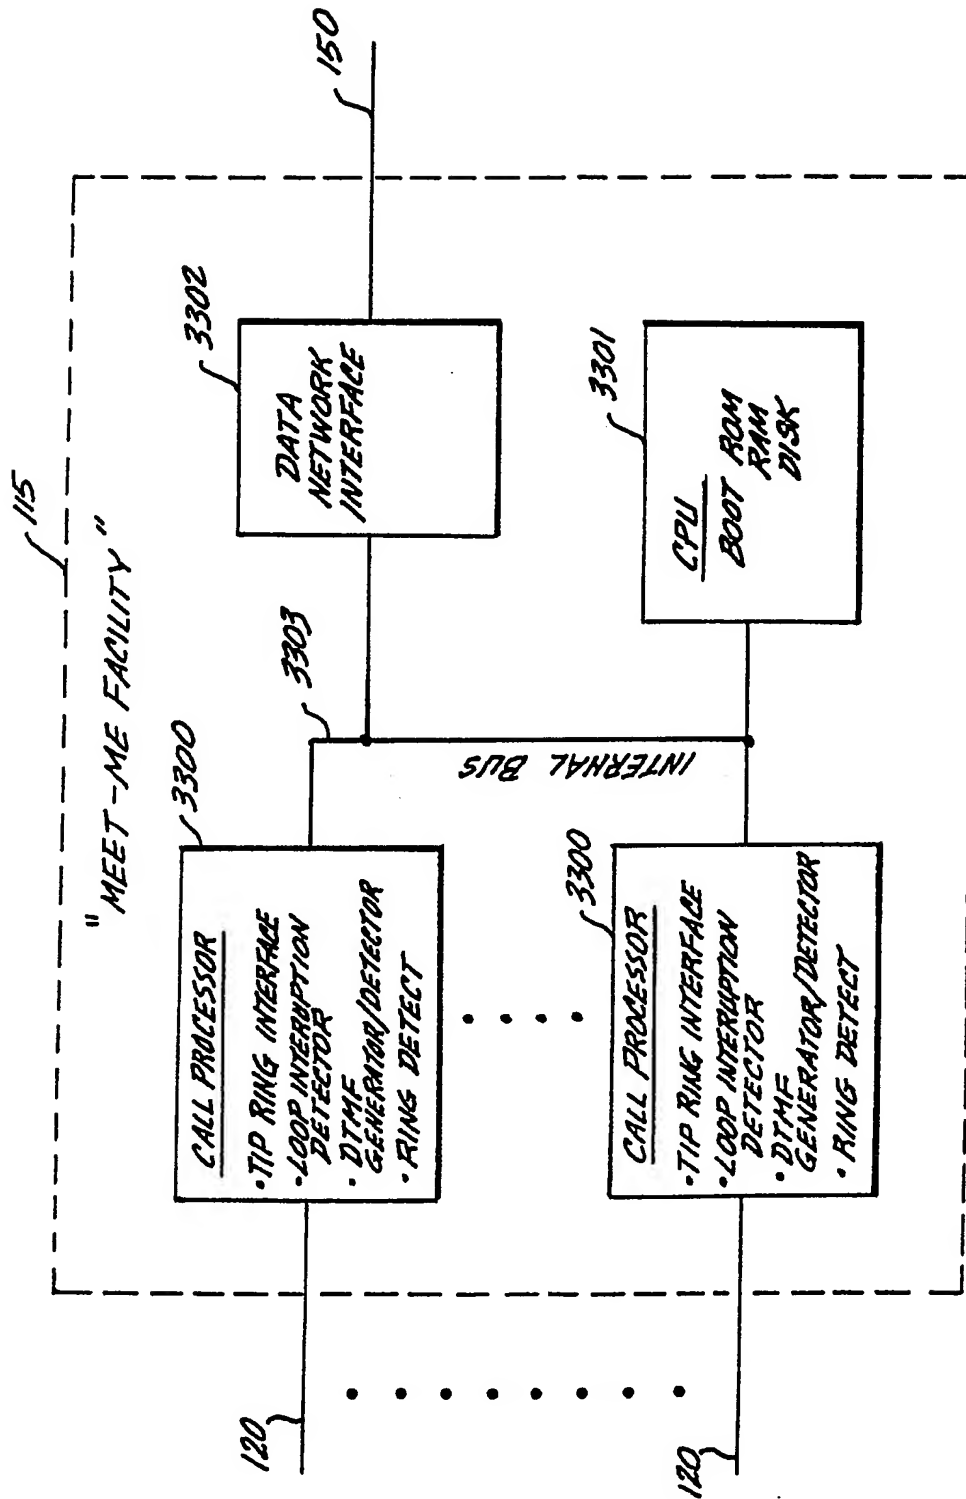 115
"MEET-ME FACILITY"
3300
CALL PROCESSOR
•TIP RING INTERFACE
•LOOP INTERUPTION
DETECTOR
• DTMF
GENERATOR/DETECTOR
• RING DETECT
3302
DATA
NETWORK
INTERFACE
150
3303
INTERNAL BUS
120
3300
CALL PROCESSOR
•TIP RING INTERFACE
•LOOP INTERUPTION
DETECTOR
• DTMF
GENERATOR/DETECTOR
• RING DETECT
3301
CPU
BOOT ROM
RAM
DISK
120